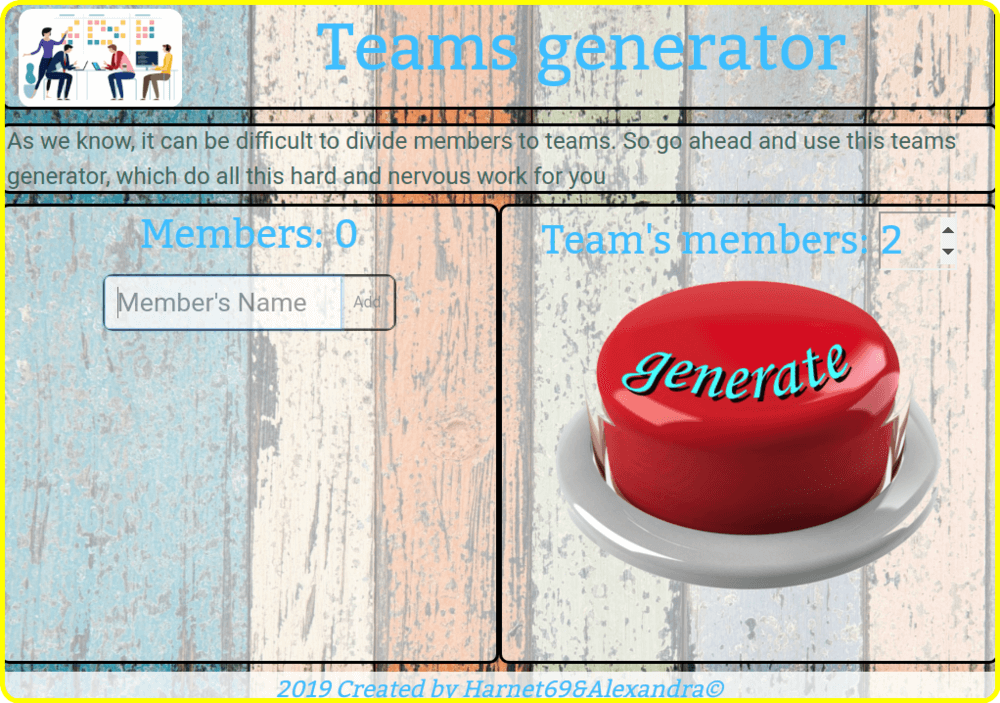 Teams generator
As we know, it can be difficult to divide members to teams. So go ahead and use this teams
generator, which do all this hard and nervous work for you
Members: 0
Member's Name Add
Team's members: 2
generate
2019 Created by Harnet69&Alexandra©